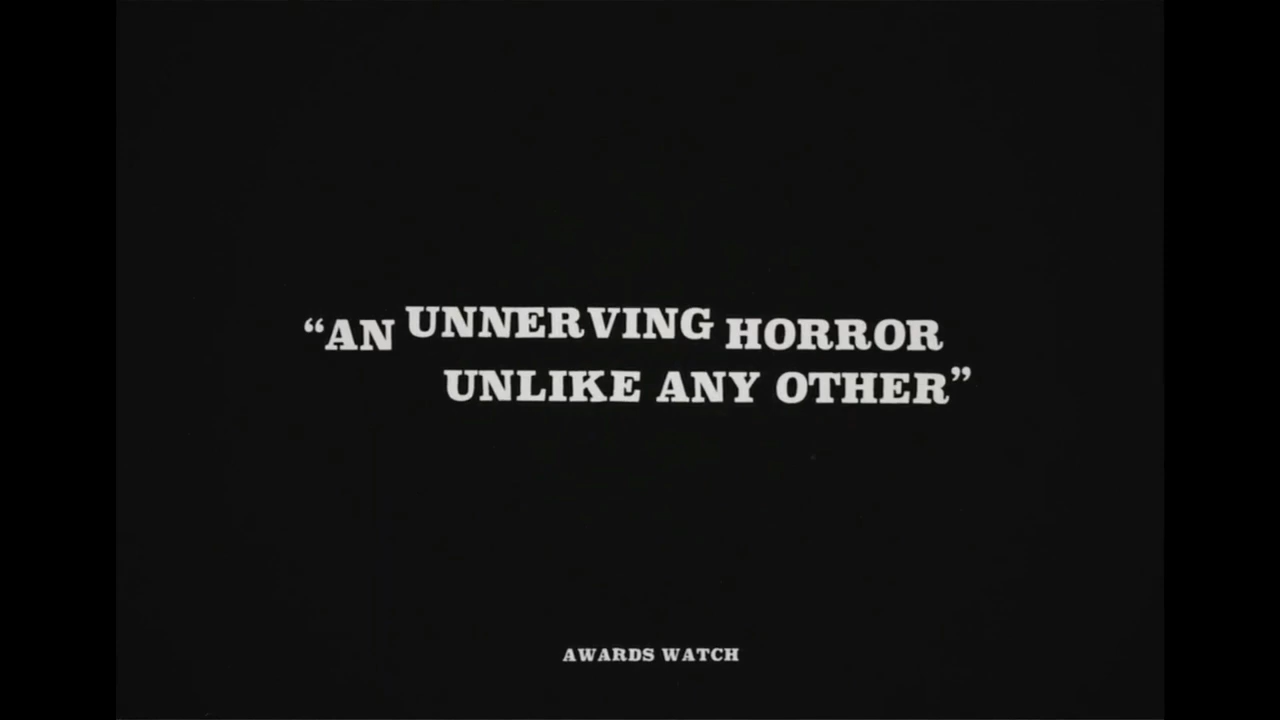 “AN UNNERVING HORROR
UNLIKE ANY OTHER”
AWARDS WATCH